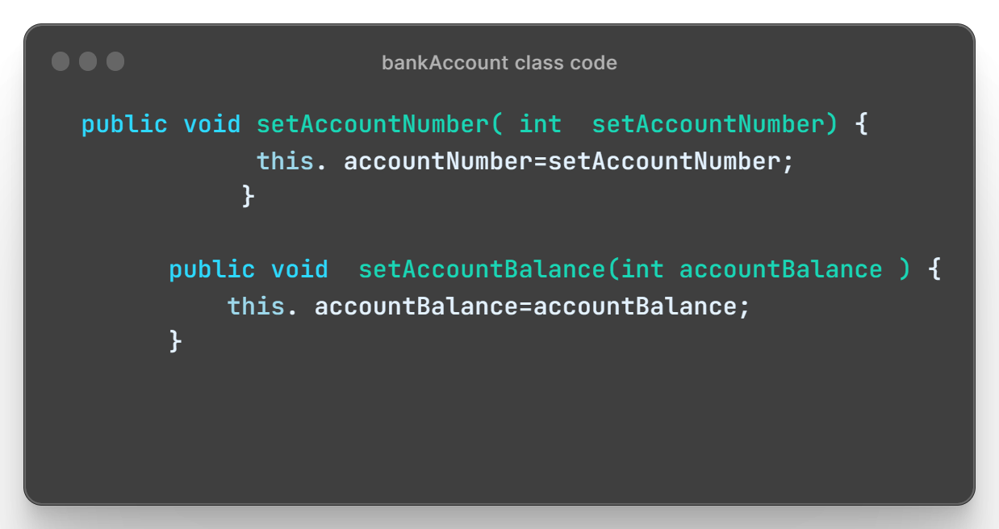 bankAccount class code
public void setAccountNumber( int  setAccountNumber) {
            this. accountNumber=setAccountNumber;
           }
      public void  setAccountBalance(int accountBalance ) {
          this. accountBalance=accountBalance;
      }